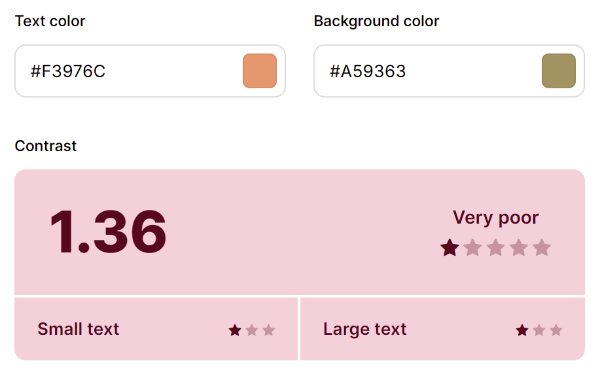 Text color
Background color
#F3976C
#A59363
Contrast
1.36
Very poor
Small text
Large text